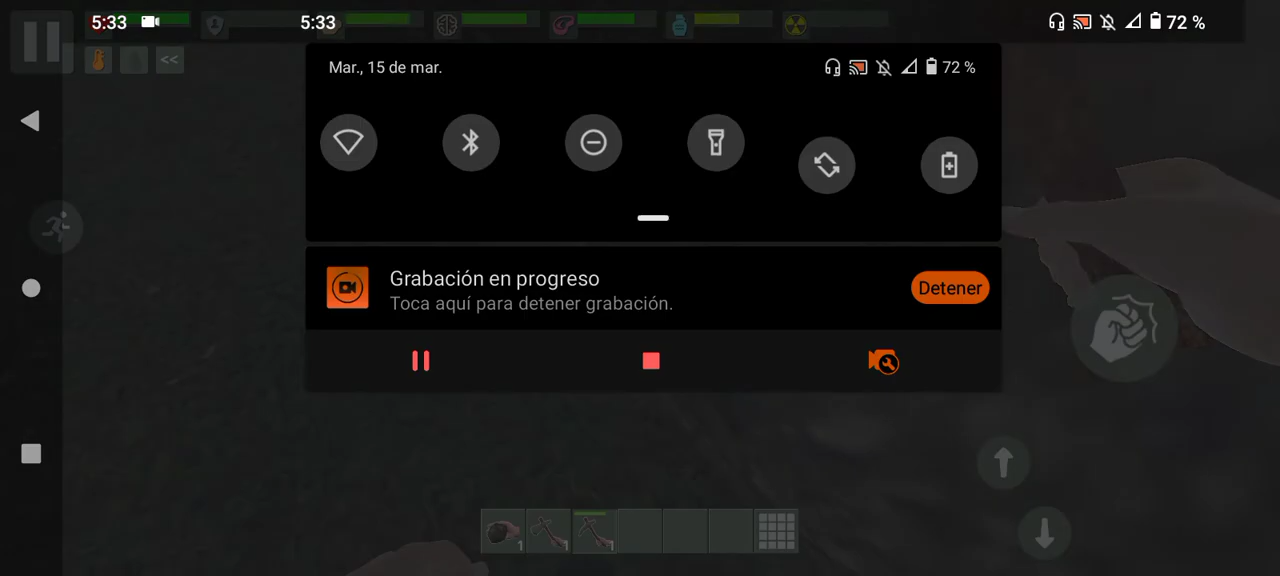 5:33
5:33
72 %
Mar., 15 de mar.
72 %
Grabación en progreso
Toca aquí para detener grabación.
Detener
<<
1
1
1